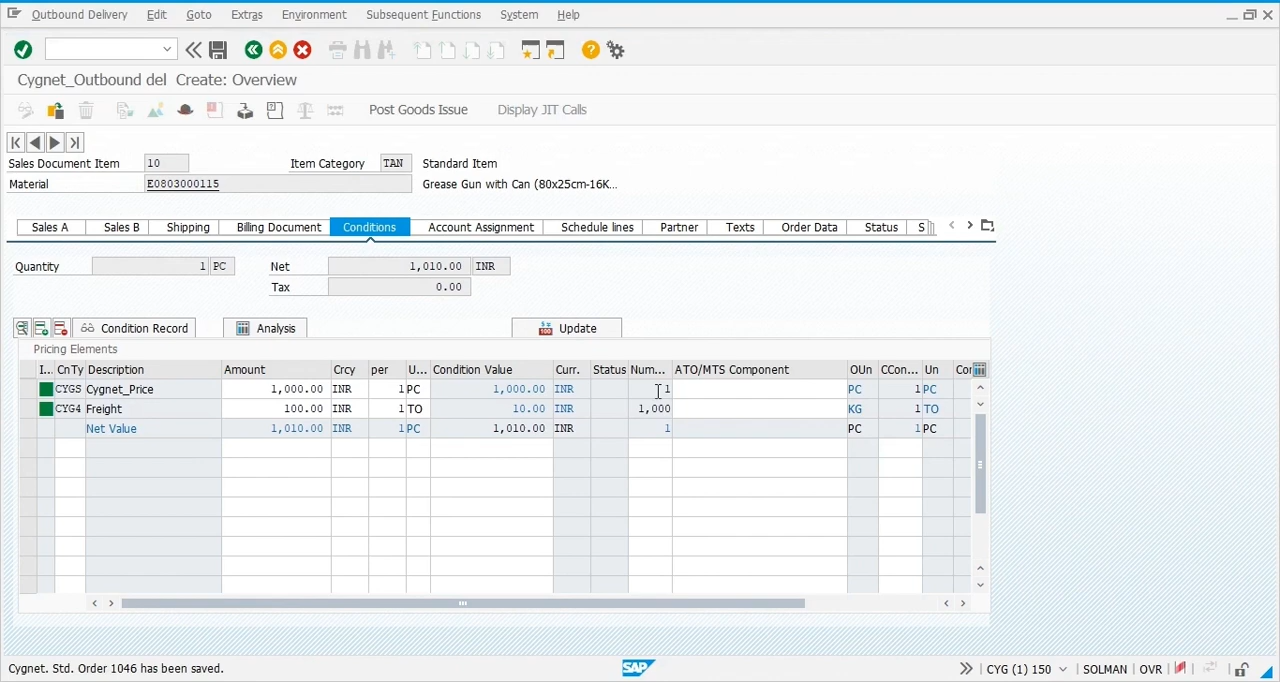 Outbound Delivery Edit Goto Extras Environment Subsequent Functions System Help
Cygnet_Outbound del Create: Overview
Post Goods Issue Display JIT Calls
Sales Document Item 10 Item Category TAN Standard Item
Material E0803000115 Grease Gun with Can (80x25cm-16K...
Sales A Sales B Shipping Billing Document Conditions Account Assignment Schedule lines Partner Texts Order Data Status S
Quantity 1 PC Net 1,010.00 INR
Tax 0.00
Condition Record Analysis Update
Pricing Elements
I... CnTy Description Amount Crcy per U... Condition Value Curr. Status Num... ATO/MTS Component OUn CCon... Un Co
CYGS Cygnet_Price 1,000.00 INR 1 PC 1,000.00 INR 1 PC 1 PC
CYG4 Freight 100.00 INR 1 TO 10.00 INR 1,000 KG 1 TO
Net Value 1,010.00 INR 1 PC 1,010.00 INR 1 PC 1 PC
Cygnet. Std. Order 1046 has been saved. SAP CYG (1) 150 SOLMAN OVR